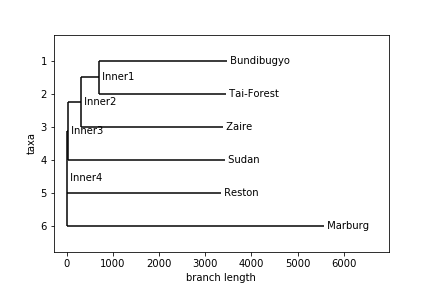 1 Bundibugyo
Inner1
2 Tai-Forest
Inner2
3 Zaire
Inner3
4 Sudan
Inner4
5 Reston
6 Marburg
taxa
0 1000 2000 3000 4000 5000 6000
branch length